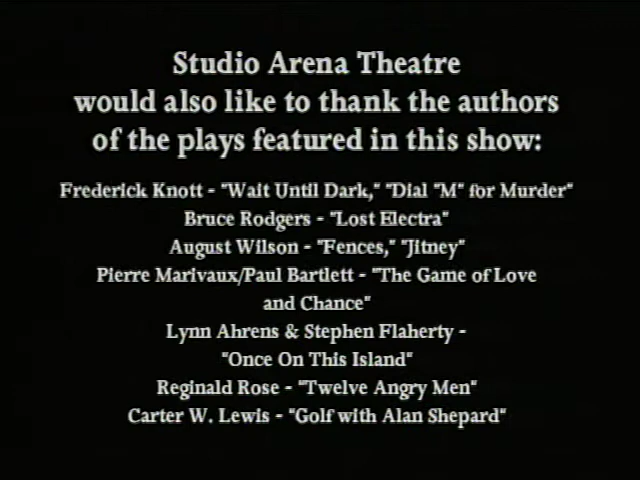 Studio Arena Theatre
would also like to thank the authors
of the plays featured in this show:
Frederick Knott - "Wait Until Dark," "Dial "M" for Murder"
Bruce Rodgers - "Lost Electra"
August Wilson - "Fences," "Jitney"
Pierre Marivaux/Paul Bartlett - "The Game of Love
and Chance"
Lynn Ahrens & Stephen Flaherty -
"Once On This Island"
Reginald Rose - "Twelve Angry Men"
Carter W. Lewis - "Golf with Alan Shepard"